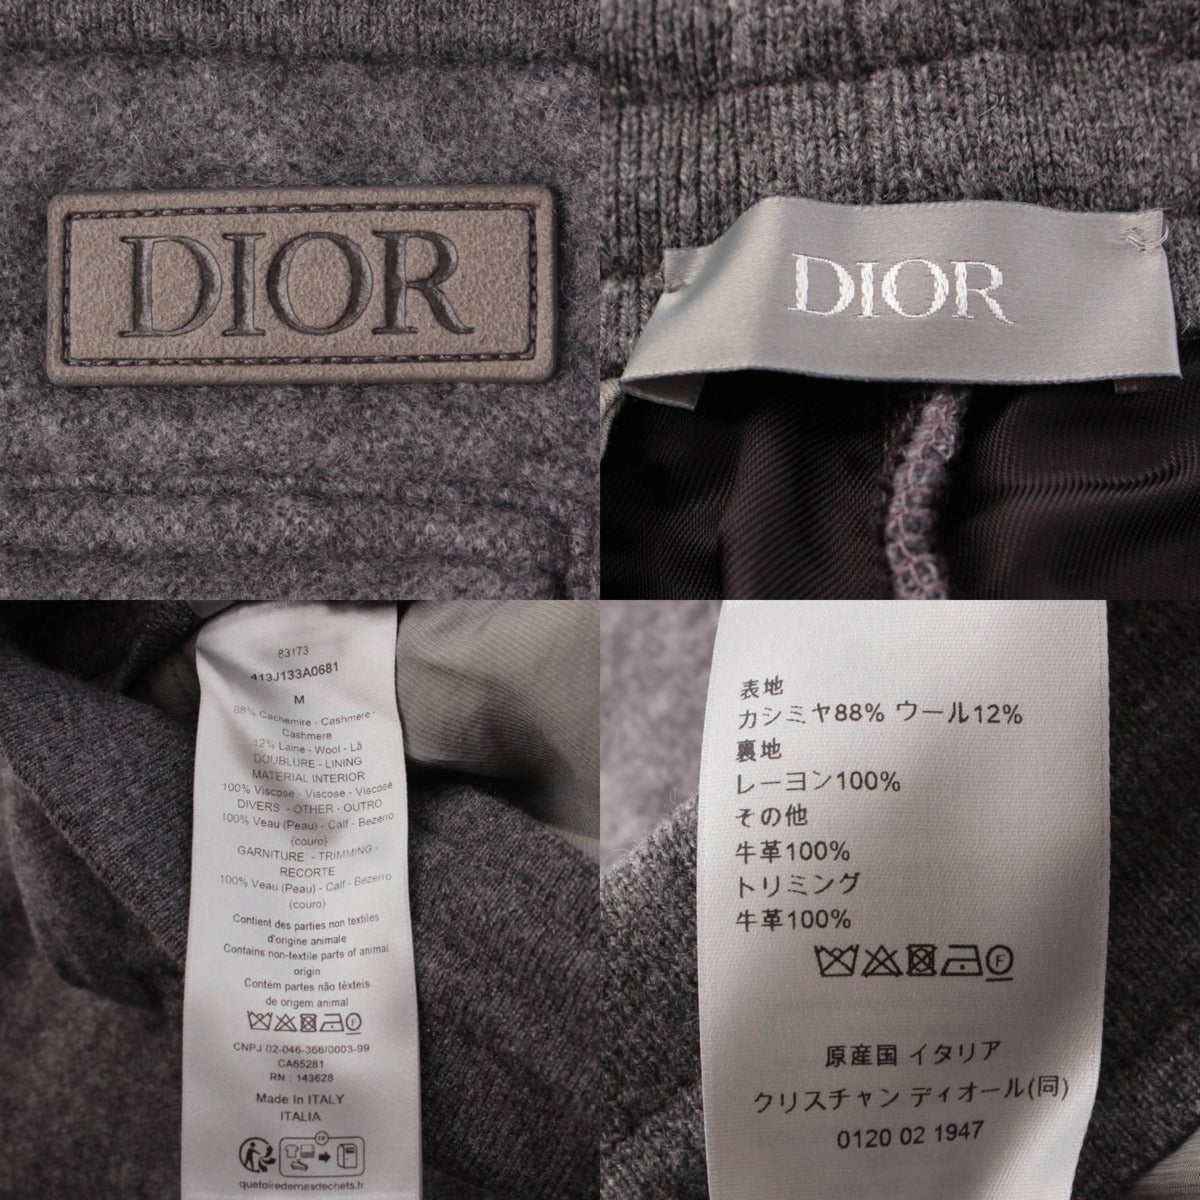 DIOR
DIOR
83173
413J133A0681
M
88% Cachemire - Cashmere -
Cashmere
12% Laine - Wool - Lã
DOUBLURE - LINING
MATERIAL INTERIOR
100% Viscose - Viscose - Viscose
DIVERS - OTHER - OUTRO
100% Veau (Peau) - Calf - Bezerro
(couro)
GARNITURE - TRIMMING -
RECORTE
100% Veau (Peau) - Calf - Bezerro
(couro)
Contient des parties non textiles
d'origine animale
Contains non-textile parts of animal
origin
Contém partes não têxteis
de origem animal
CNPJ 02-046-366/0003-99
CA65281
RN : 143628
Made In ITALY
ITALIA
FR
quefairedemesdechets.fr
表地
カシミヤ88% ウール12%
裏地
レーヨン100%
その他
牛革100%
トリミング
牛革100%
F
原産国 イタリア
クリスチャン ディオール(同)
0120 02 1947